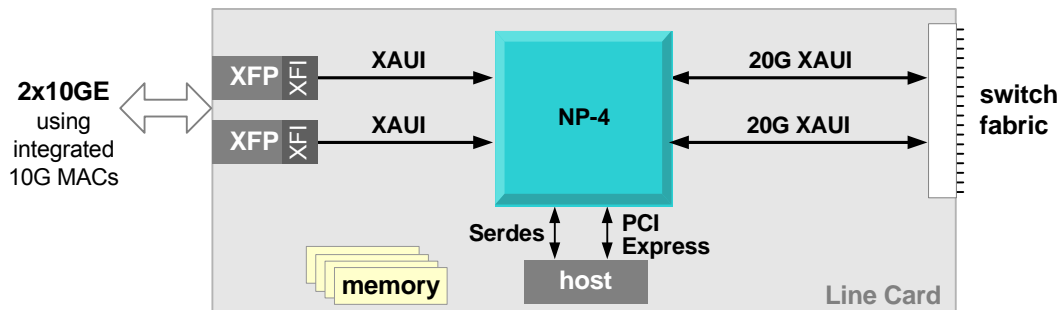 2x10GE
using
integrated
10G MACs
XFP
XFI
XAUI
XFP
XFI
XAUI
NP-4
20G XAUI
20G XAUI
switch
fabric
Serdes
PCI
Express
memory
host
Line Card